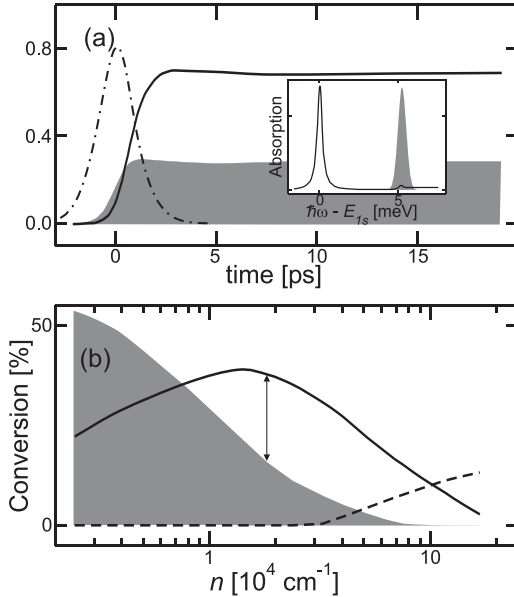 (a)
0.8
0.4
0.0
Absorption
0
5
ħω - E1s [meV]
0
5
10
15
time [ps]
(b)
50
0
Conversion [%]
1
10
n [10^4 cm^-1]